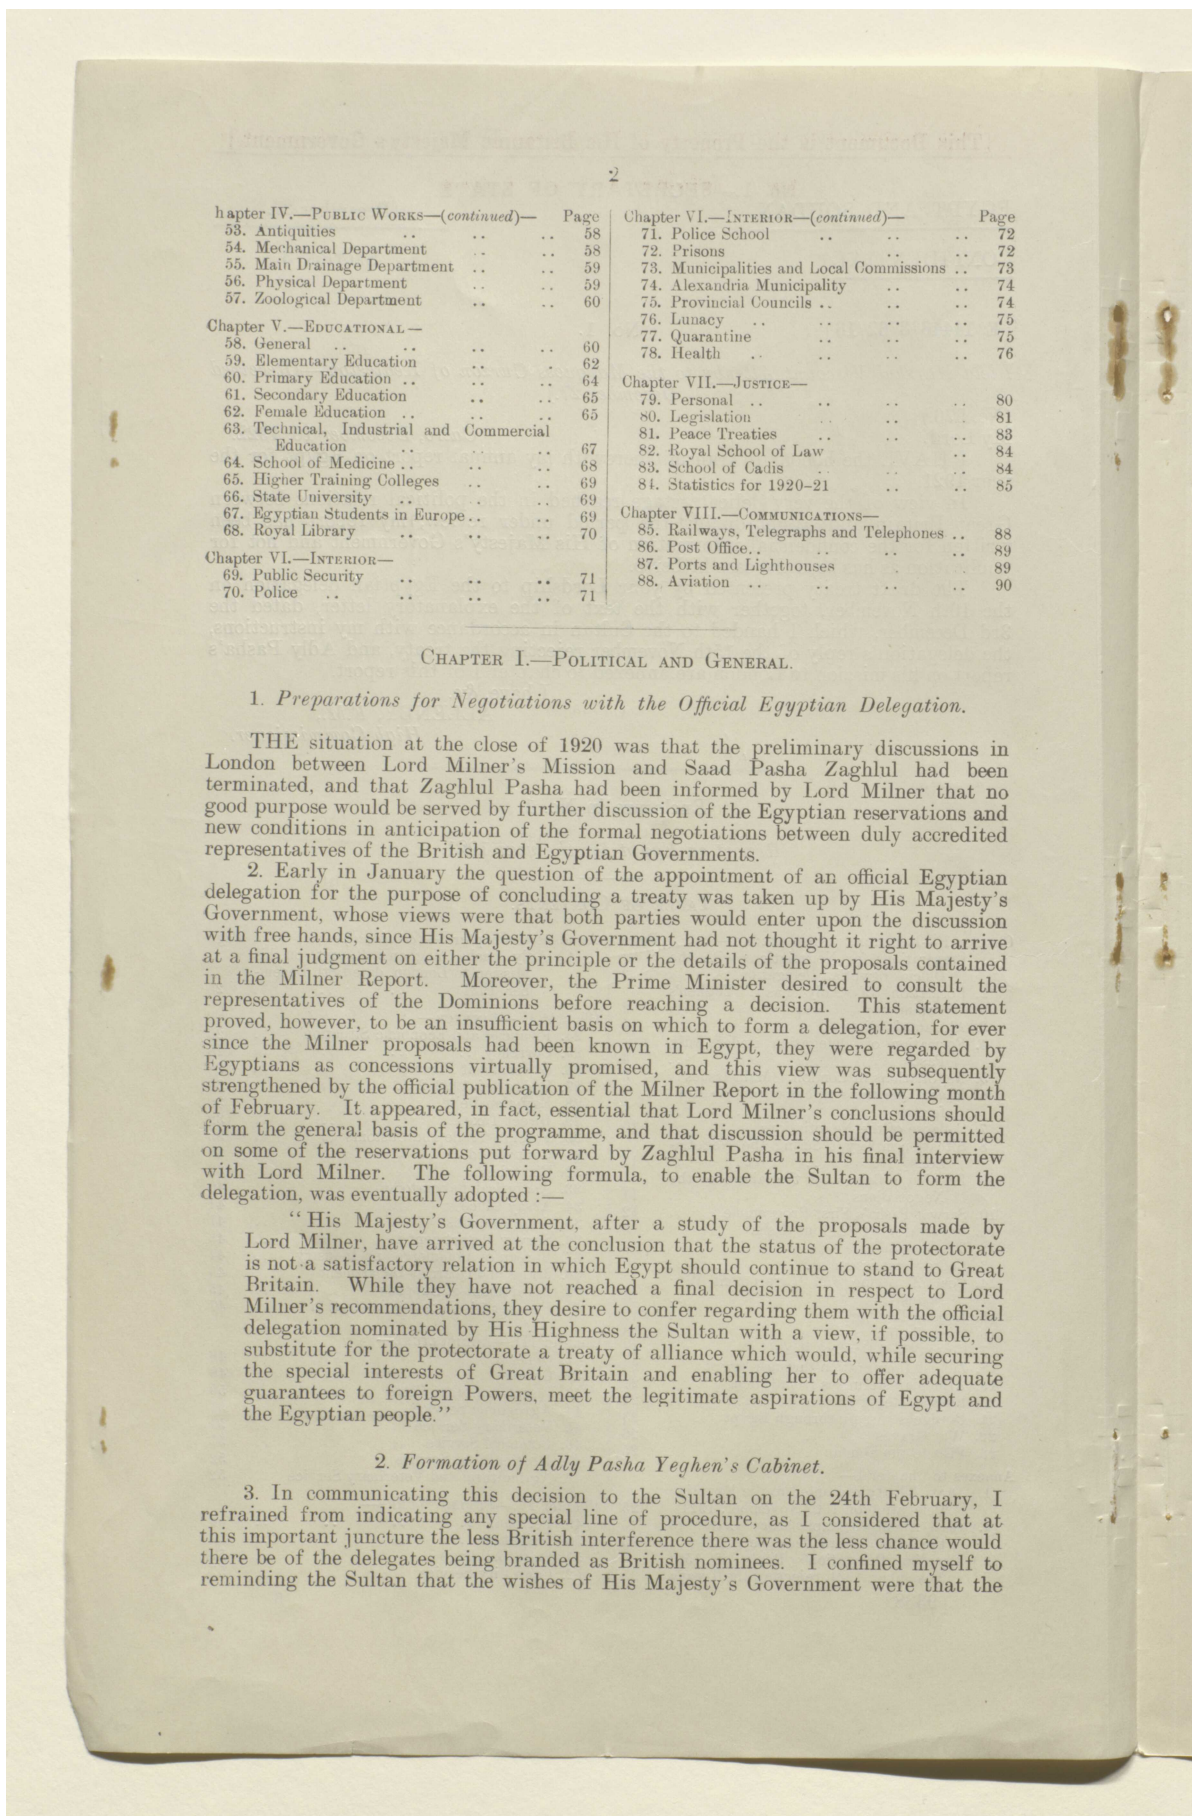 2
hapter IV.—Public Works—(continued)— Page
53. Antiquities .. .. .. 58
54. Mechanical Department .. .. 58
55. Main Drainage Department .. .. 59
56. Physical Department .. .. 59
57. Zoological Department .. .. 60
Chapter V.—Educational—
58. General .. .. .. .. 60
59. Elementary Education .. . 62
60. Primary Education .. .. .. 64
61. Secondary Education .. .. 65
62. Female Education .. .. .. 65
63. Technical, Industrial and Commercial
Education .. .. .. 67
64. School of Medicine .. .. .. 68
65. Higher Training Colleges .. .. 69
66. State University .. . .. 69
67. Egyptian Students in Europe .. .. 69
68. Royal Library .. .. .. 70
Chapter VI.—Interior—
69. Public Security .. .. .. 71
70. Police .. .. .. .. 71
Chapter VI.—Interior—(continued)— Page
71. Police School .. .. .. 72
72. Prisons .. .. 72
73. Municipalities and Local Commissions .. 73
74. Alexandria Municipality .. .. 74
75. Provincial Councils .. .. .. 74
76. Lunacy .. .. .. .. 75
77. Quarantine .. .. .. 75
78. Health .. .. .. .. 76
Chapter VII.—Justice—
79. Personal .. .. .. .. 80
80. Legislation .. .. . 81
81. Peace Treaties .. .. .. 83
82. Royal School of Law .. 84
83. School of Cadis . .. .. 84
84. Statistics for 1920–21 .. .. 85
Chapter VIII.—Communications—
85. Railways, Telegraphs and Telephones .. 88
86. Post Office .. .. .. .. 89
87. Ports and Lighthouses . . 89
88. Aviation .. .. .. .. 90
Chapter I.—Political and General.
1. Preparations for Negotiations with the Official Egyptian Delegation.
THE situation at the close of 1920 was that the preliminary discussions in
London between Lord Milner's Mission and Saad Pasha Zaghlul had been
terminated, and that Zaghlul Pasha had been informed by Lord Milner that no
good purpose would be served by further discussion of the Egyptian reservations and
new conditions in anticipation of the formal negotiations between duly accredited
representatives of the British and Egyptian Governments.
2. Early in January the question of the appointment of an official Egyptian
delegation for the purpose of concluding a treaty was taken up by His Majesty's
Government, whose views were that both parties would enter upon the discussion
with free hands, since His Majesty's Government had not thought it right to arrive
at a final judgment on either the principle or the details of the proposals contained
in the Milner Report. Moreover, the Prime Minister desired to consult the
representatives of the Dominions before reaching a decision. This statement
proved, however, to be an insufficient basis on which to form a delegation, for ever
since the Milner proposals had been known in Egypt, they were regarded by
Egyptians as concessions virtually promised, and this view was subsequently
strengthened by the official publication of the Milner Report in the following month
of February. It appeared, in fact, essential that Lord Milner's conclusions should
form the general basis of the programme, and that discussion should be permitted
on some of the reservations put forward by Zaghlul Pasha in his final interview
with Lord Milner. The following formula, to enable the Sultan to form the
delegation, was eventually adopted :—
"His Majesty's Government, after a study of the proposals made by
Lord Milner, have arrived at the conclusion that the status of the protectorate
is not a satisfactory relation in which Egypt should continue to stand to Great
Britain. While they have not reached a final decision in respect to Lord
Milner's recommendations, they desire to confer regarding them with the official
delegation nominated by His Highness the Sultan with a view, if possible, to
substitute for the protectorate a treaty of alliance which would, while securing
the special interests of Great Britain and enabling her to offer adequate
guarantees to foreign Powers, meet the legitimate aspirations of Egypt and
the Egyptian people."
2. Formation of Adly Pasha Yeghen's Cabinet.
3. In communicating this decision to the Sultan on the 24th February, I
refrained from indicating any special line of procedure, as I considered that at
this important juncture the less British interference there was the less chance would
there be of the delegates being branded as British nominees. I confined myself to
reminding the Sultan that the wishes of His Majesty's Government were that the